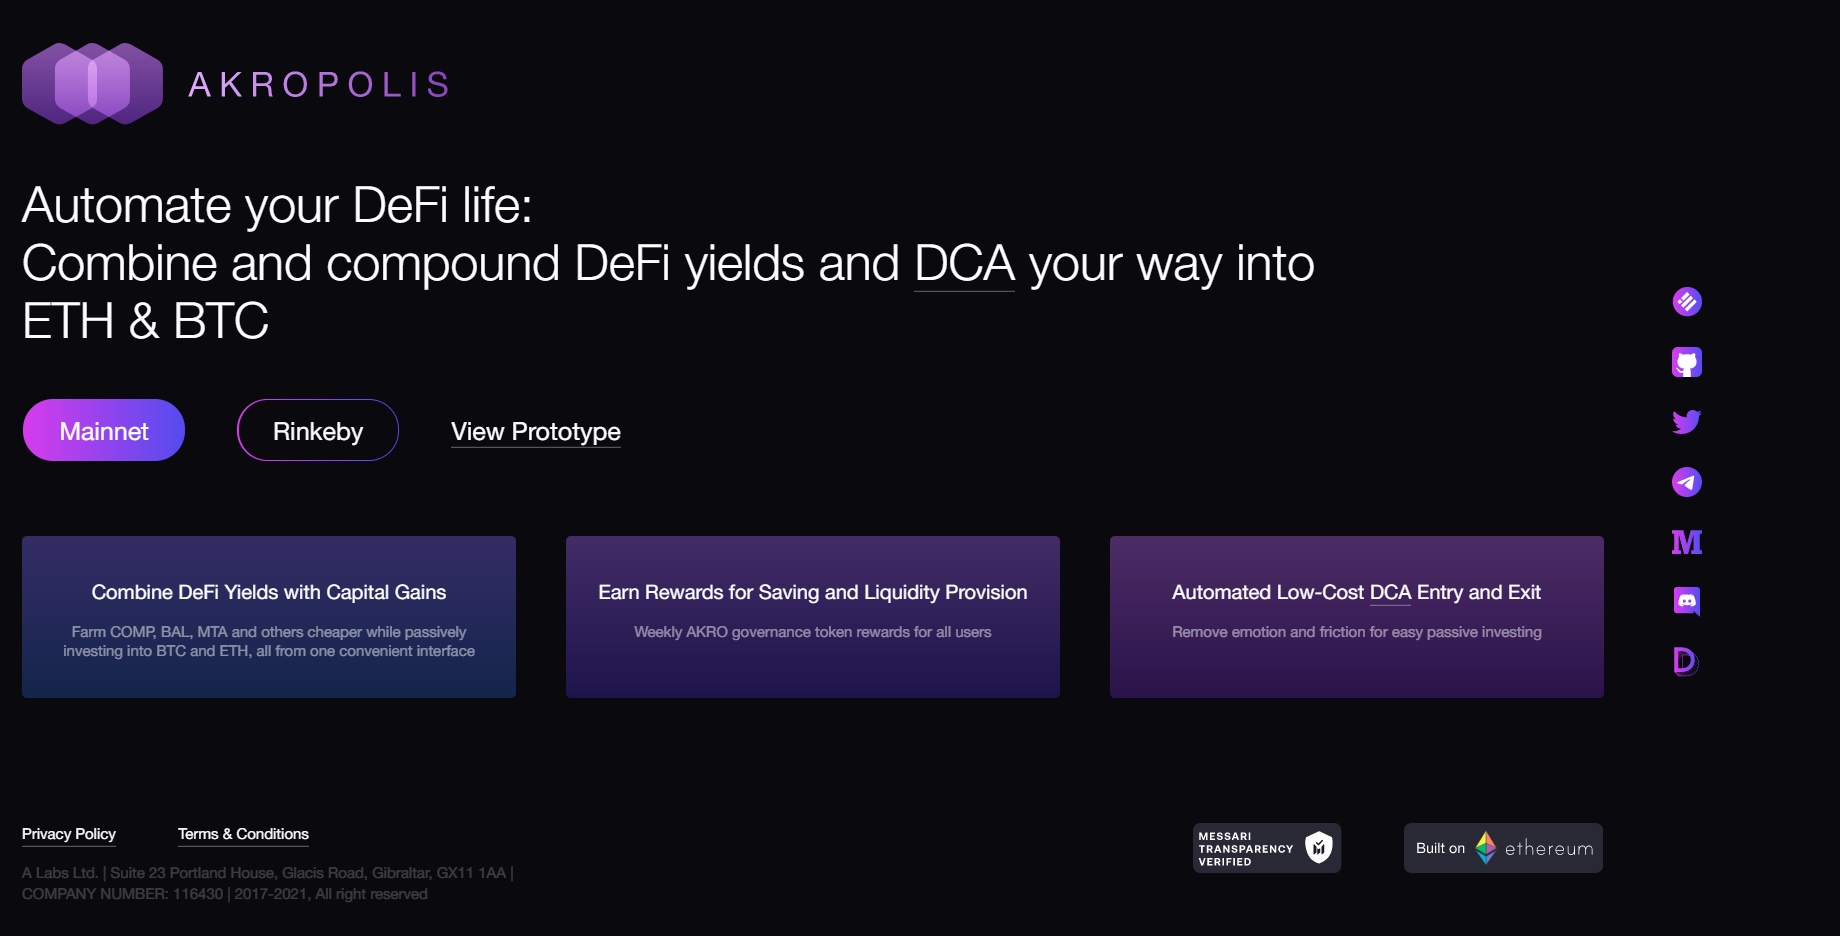 AKROPOLIS
Automate your DeFi life:
Combine and compound DeFi yields and DCA your way into
ETH & BTC
Mainnet
Rinkeby
View Prototype
Combine DeFi Yields with Capital Gains
Farm COMP, BAL, MTA and others cheaper while passively
investing into BTC and ETH, all from one convenient interface
Earn Rewards for Saving and Liquidity Provision
Weekly AKRO governance token rewards for all users
Automated Low-Cost DCA Entry and Exit
Remove emotion and friction for easy passive investing
M
D
Privacy Policy
Terms & Conditions
A Labs Ltd. | Suite 23 Portland House, Glacis Road, Gibraltar, GX11 1AA |
COMPANY NUMBER: 116430 | 2017-2021, All right reserved
MESSARI
TRANSPARENCY
VERIFIED
Built on ethereum